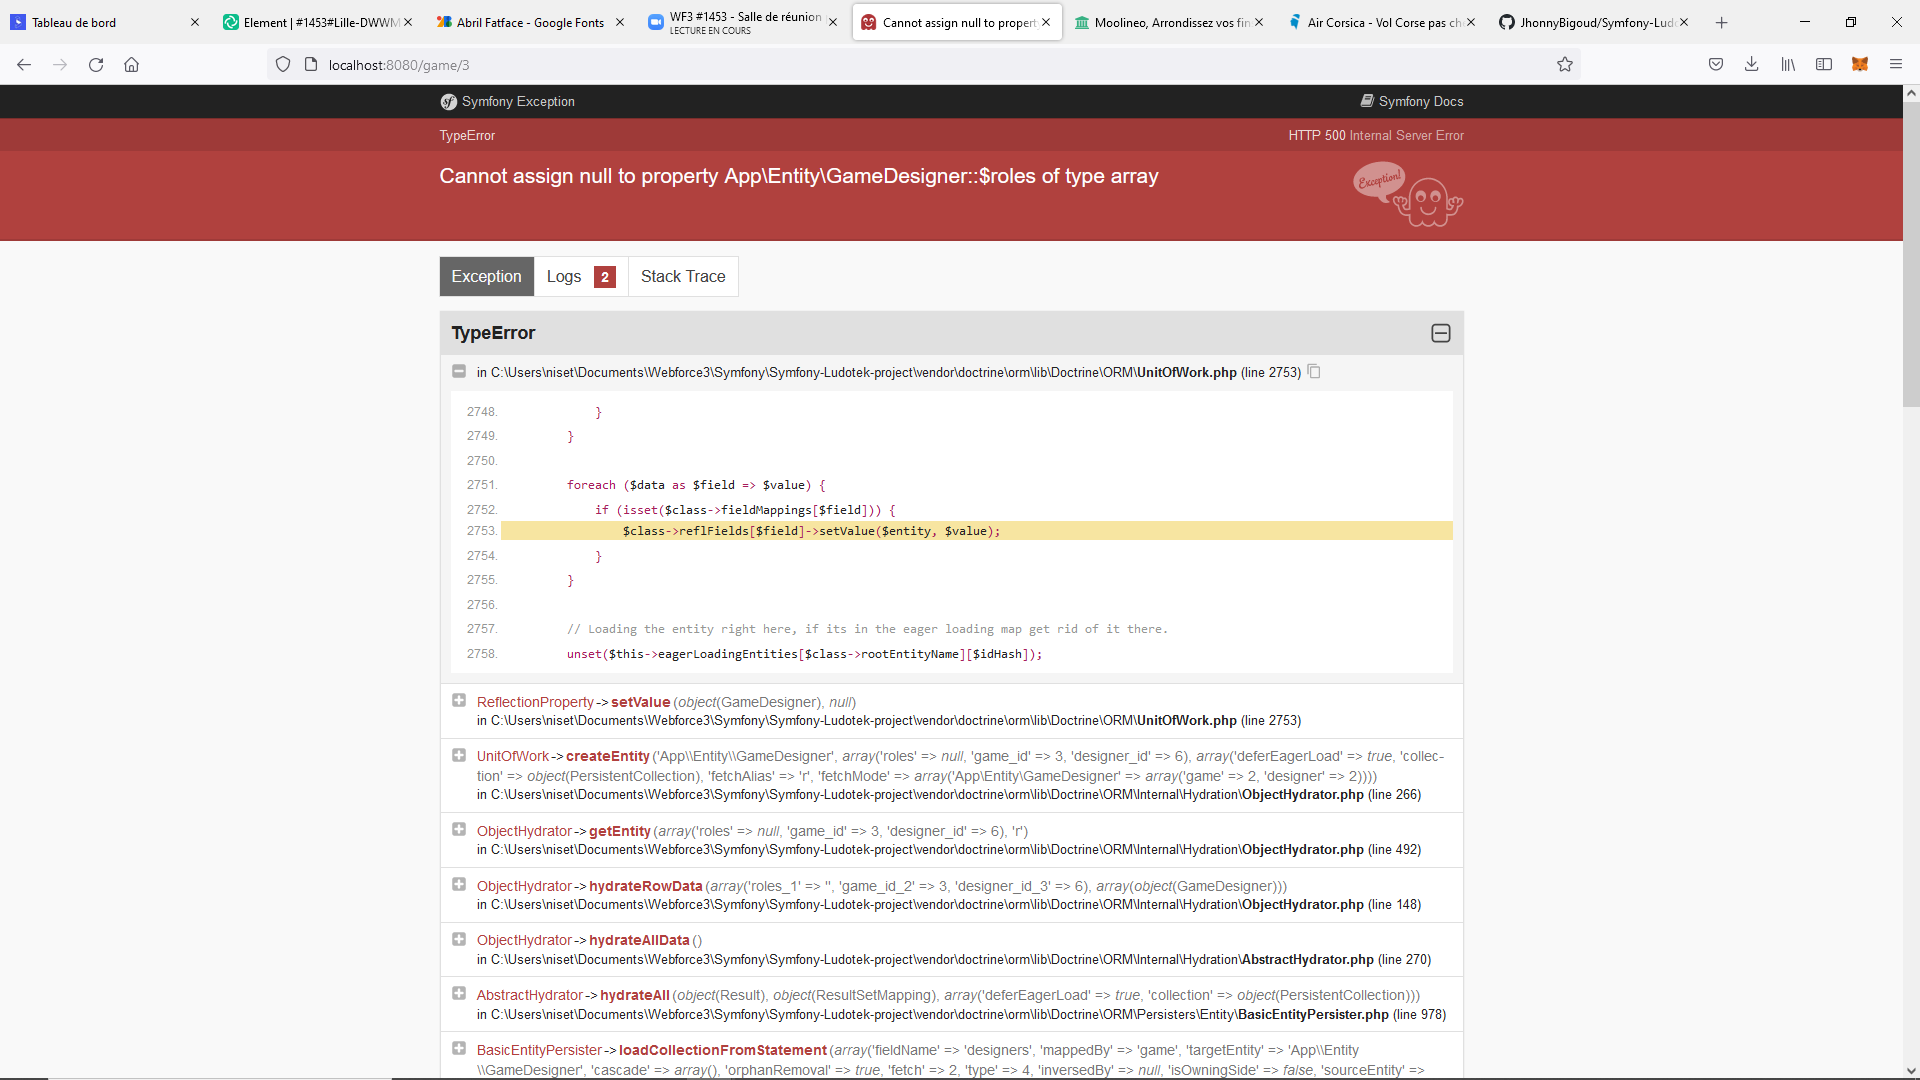 Tableau de bord
Element | #1453#Lille-DWWM
Abril Fatface - Google Fonts
WF3 #1453 - Salle de réunion
LECTURE EN COURS
Cannot assign null to propert
Moolineo, Arrondissez vos fin
Air Corsica - Vol Corse pas che
JhonnyBigoud/Symfony-Lud
localhost:8080/game/3
sf Symfony Exception
Symfony Docs
TypeError
HTTP 500 Internal Server Error
Cannot assign null to property App\Entity\GameDesigner::$roles of type array
Exception!
Exception
Logs 2
Stack Trace
TypeError
in C:\Users\niset\Documents\Webforce3\Symfony\Symfony-Ludotek-project\vendor\doctrine\orm\lib\Doctrine\ORM\UnitOfWork.php (line 2753)
2748. }
2749. }
2750.
2751. foreach ($data as $field => $value) {
2752. if (isset($class->fieldMappings[$field])) {
2753. $class->reflFields[$field]->setValue($entity, $value);
2754. }
2755. }
2756.
2757. // Loading the entity right here, if its in the eager loading map get rid of it there.
2758. unset($this->eagerLoadingEntities[$class->rootEntityName][$idHash]);
ReflectionProperty->setValue(object(GameDesigner), null)
in C:\Users\niset\Documents\Webforce3\Symfony\Symfony-Ludotek-project\vendor\doctrine\orm\lib\Doctrine\ORM\UnitOfWork.php (line 2753)
UnitOfWork->createEntity('App\\Entity\\GameDesigner', array('roles' => null, 'game_id' => 3, 'designer_id' => 6), array('deferEagerLoad' => true, 'collec-
tion' => object(PersistentCollection), 'fetchAlias' => 'r', 'fetchMode' => array('App\Entity\GameDesigner' => array('game' => 2, 'designer' => 2))))
in C:\Users\niset\Documents\Webforce3\Symfony\Symfony-Ludotek-project\vendor\doctrine\orm\lib\Doctrine\ORM\Internal\Hydration\ObjectHydrator.php (line 266)
ObjectHydrator->getEntity(array('roles' => null, 'game_id' => 3, 'designer_id' => 6), 'r')
in C:\Users\niset\Documents\Webforce3\Symfony\Symfony-Ludotek-project\vendor\doctrine\orm\lib\Doctrine\ORM\Internal\Hydration\ObjectHydrator.php (line 492)
ObjectHydrator->hydrateRowData(array('roles_1' => '', 'game_id_2' => 3, 'designer_id_3' => 6), array(object(GameDesigner)))
in C:\Users\niset\Documents\Webforce3\Symfony\Symfony-Ludotek-project\vendor\doctrine\orm\lib\Doctrine\ORM\Internal\Hydration\ObjectHydrator.php (line 148)
ObjectHydrator->hydrateAllData()
in C:\Users\niset\Documents\Webforce3\Symfony\Symfony-Ludotek-project\vendor\doctrine\orm\lib\Doctrine\ORM\Internal\Hydration\AbstractHydrator.php (line 270)
AbstractHydrator->hydrateAll(object(Result), object(ResultSetMapping), array('deferEagerLoad' => true, 'collection' => object(PersistentCollection)))
in C:\Users\niset\Documents\Webforce3\Symfony\Symfony-Ludotek-project\vendor\doctrine\orm\lib\Doctrine\ORM\Persisters\Entity\BasicEntityPersister.php (line 978)
BasicEntityPersister->loadCollectionFromStatement(array('fieldName' => 'designers', 'mappedBy' => 'game', 'targetEntity' => 'App\\Entity
\\GameDesigner', 'cascade' => array(), 'orphanRemoval' => true, 'fetch' => 2, 'type' => 4, 'inversedBy' => null, 'isOwningSide' => false, 'sourceEntity' =>